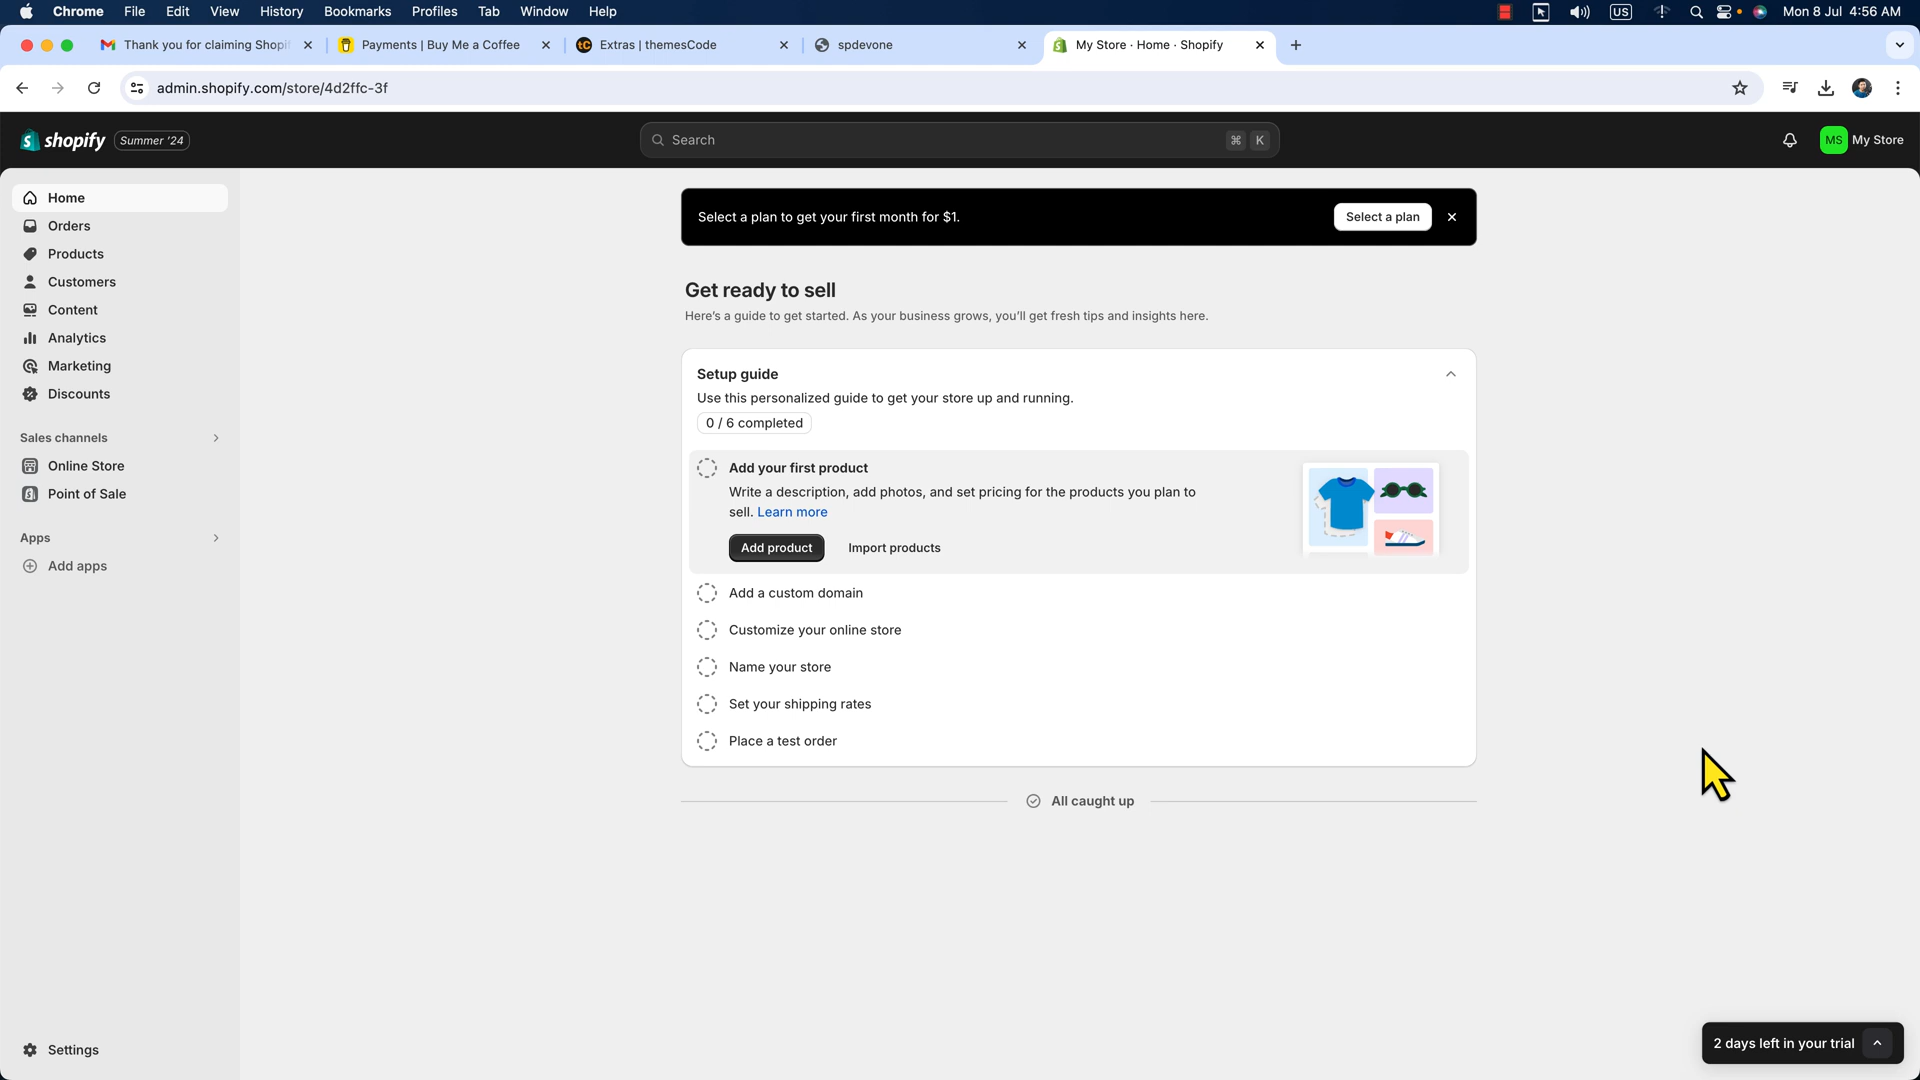 Chrome File Edit View History Bookmarks Profiles Tab Window Help US Mon 8 Jul 4:56 AM
Thank you for claiming Shopif Payments | Buy Me a Coffee tC Extras | themesCode spdevone My Store · Home · Shopify
admin.shopify.com/store/4d2ffc-3f
shopify Summer '24 Search ⌘ K MS My Store
Home
Orders
Products
Customers
Content
Analytics
Marketing
Discounts
Sales channels
Online Store
Point of Sale
Apps
Add apps
Settings
Select a plan to get your first month for $1. Select a plan
Get ready to sell
Here's a guide to get started. As your business grows, you'll get fresh tips and insights here.
Setup guide
Use this personalized guide to get your store up and running.
0 / 6 completed
Add your first product
Write a description, add photos, and set pricing for the products you plan to
sell. Learn more
Add product Import products
Add a custom domain
Customize your online store
Name your store
Set your shipping rates
Place a test order
All caught up
2 days left in your trial